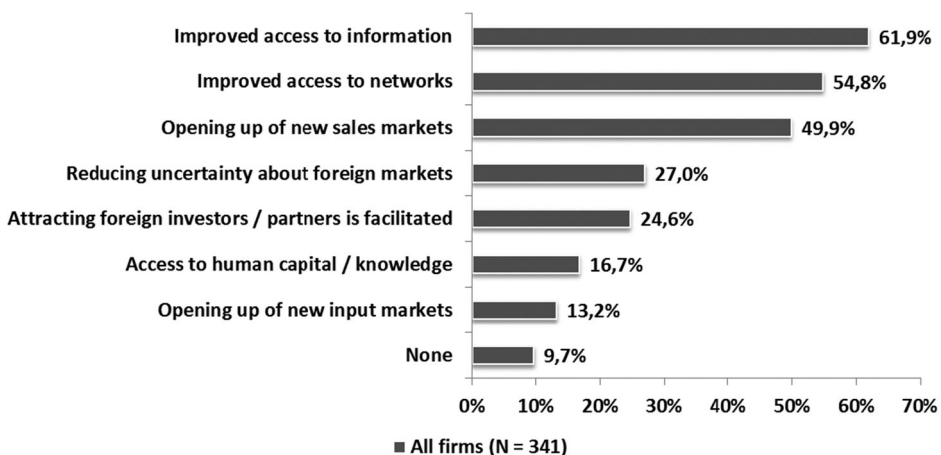 Improved access to information 61,9%
Improved access to networks 54,8%
Opening up of new sales markets 49,9%
Reducing uncertainty about foreign markets 27,0%
Attracting foreign investors / partners is facilitated 24,6%
Access to human capital / knowledge 16,7%
Opening up of new input markets 13,2%
None 9,7%
0% 10% 20% 30% 40% 50% 60% 70%
All firms (N = 341)